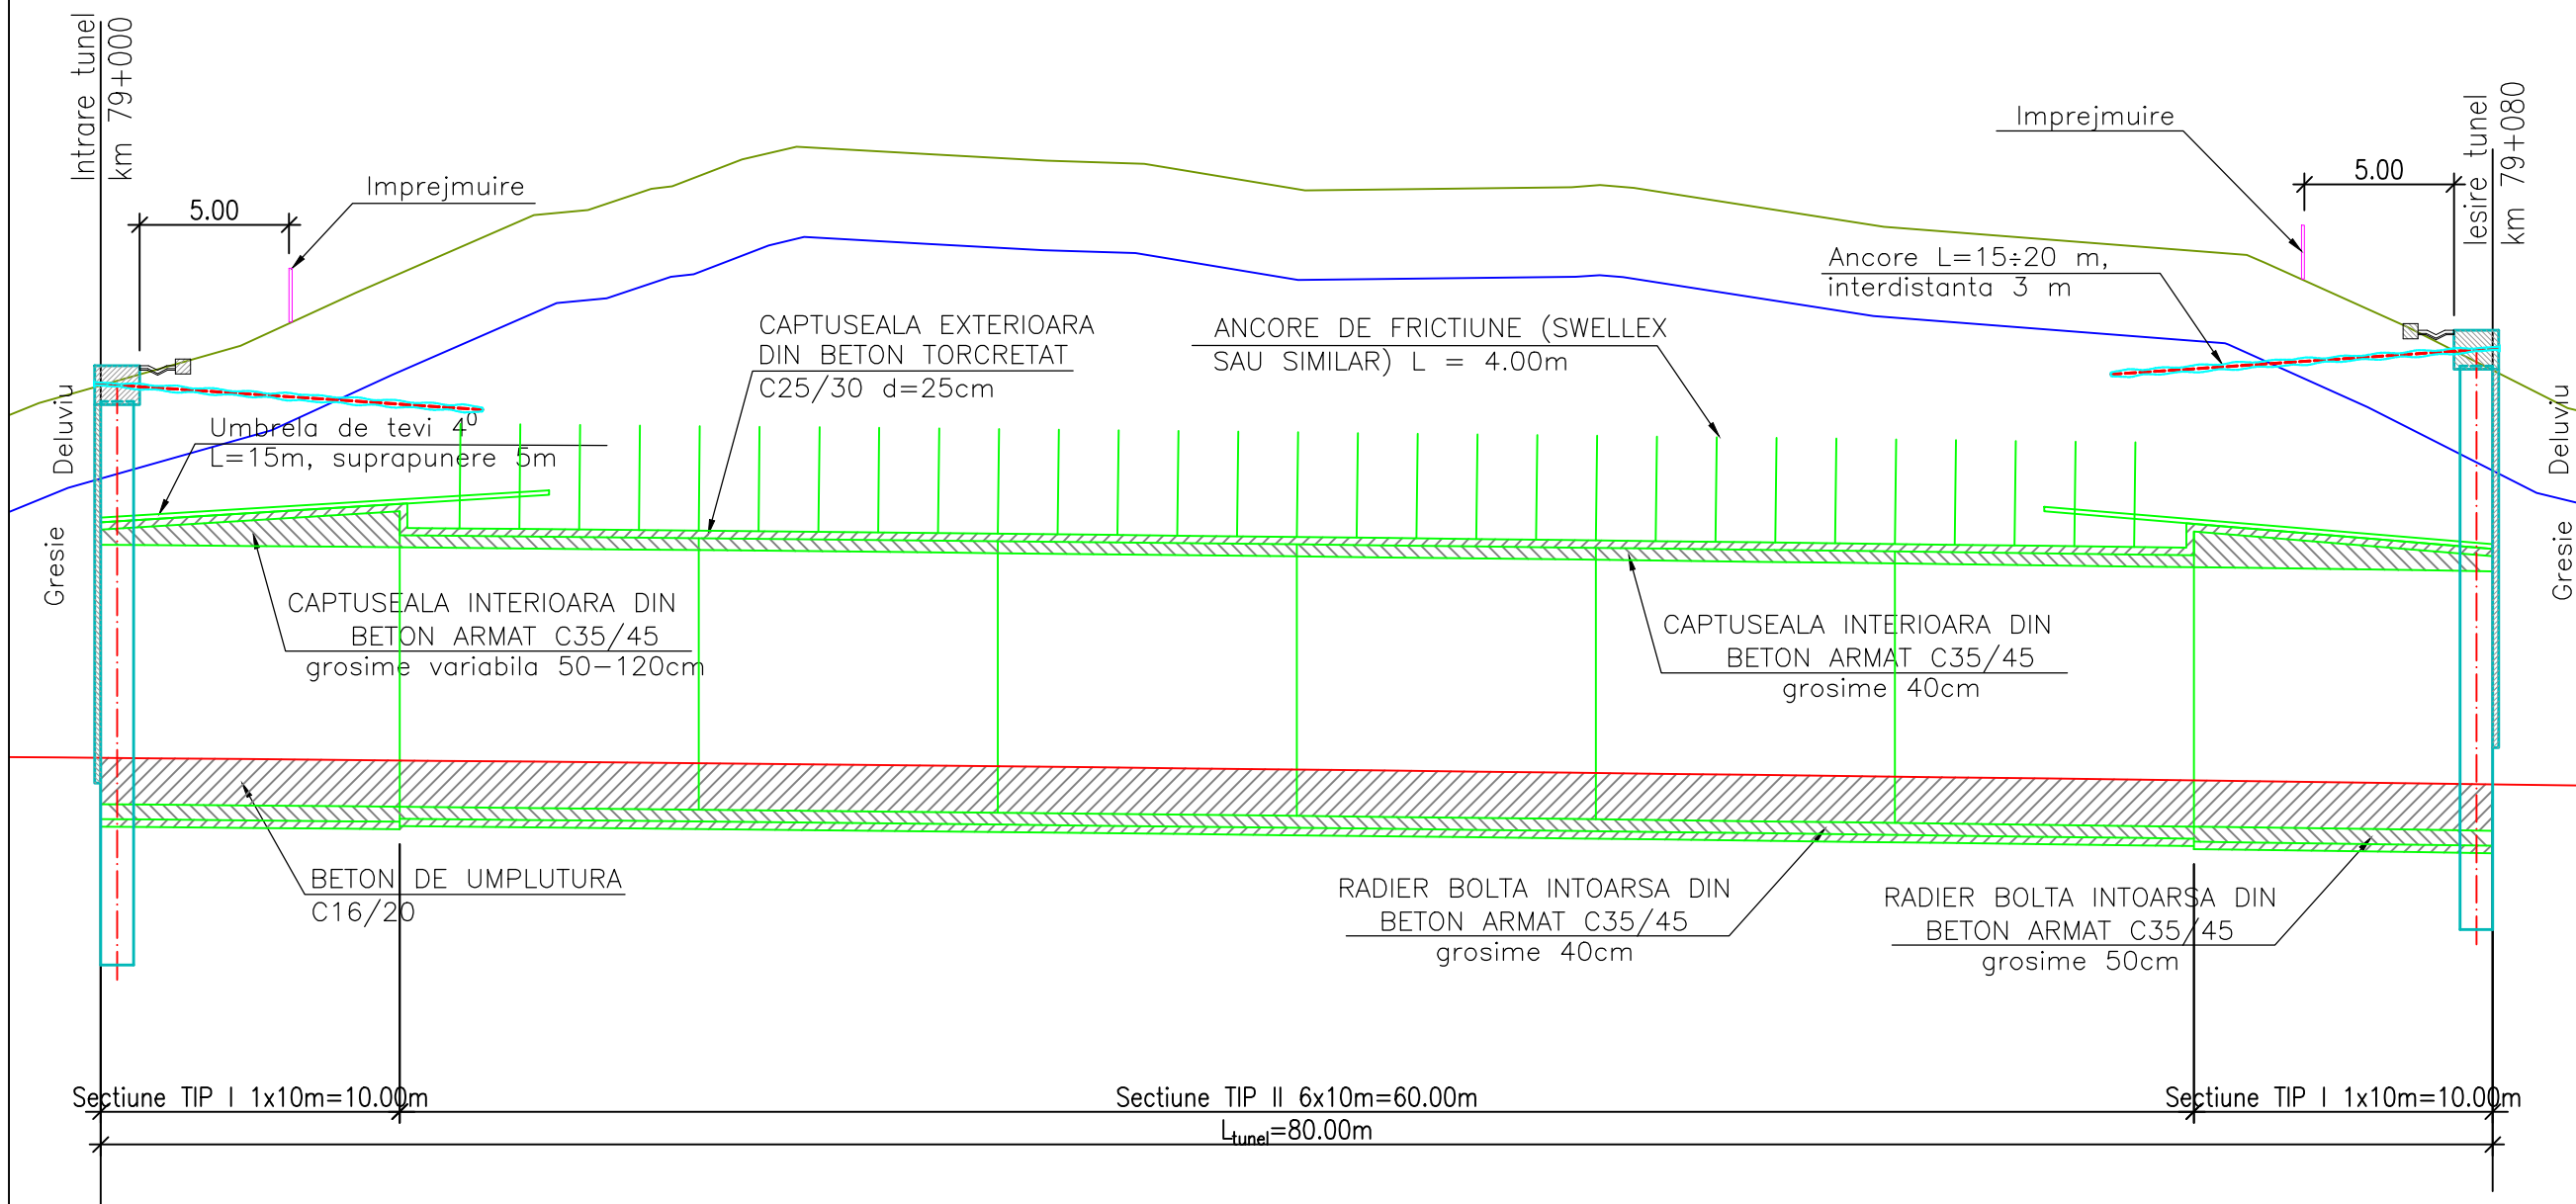 Intrare tunel
km 79+000
Iesire tunel
km 79+080
Imprejmuire
5.00
Imprejmuire
5.00
Ancore L=15÷20 m,
interdistanta 3 m
CAPTUSEALA EXTERIOARA
DIN BETON TORCRETAT
C25/30 d=25cm
ANCORE DE FRICTIUNE (SWELLEX
SAU SIMILAR) L = 4.00m
Deluviu
Gresie
Umbrela de tevi 4⁰
L=15m, suprapunere 5m
Deluviu
Gresie
CAPTUSEALA INTERIOARA DIN
BETON ARMAT C35/45
grosime variabila 50-120cm
CAPTUSEALA INTERIOARA DIN
BETON ARMAT C35/45
grosime 40cm
BETON DE UMPLUTURA
C16/20
RADIER BOLTA INTOARSA DIN
BETON ARMAT C35/45
grosime 40cm
RADIER BOLTA INTOARSA DIN
BETON ARMAT C35/45
grosime 50cm
Sectiune TIP I 1x10m=10.00m
Sectiune TIP II 6x10m=60.00m
Sectiune TIP I 1x10m=10.00m
Ltunel=80.00m